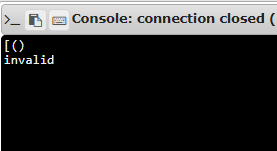 >_ Console: connection closed (
[()
invalid